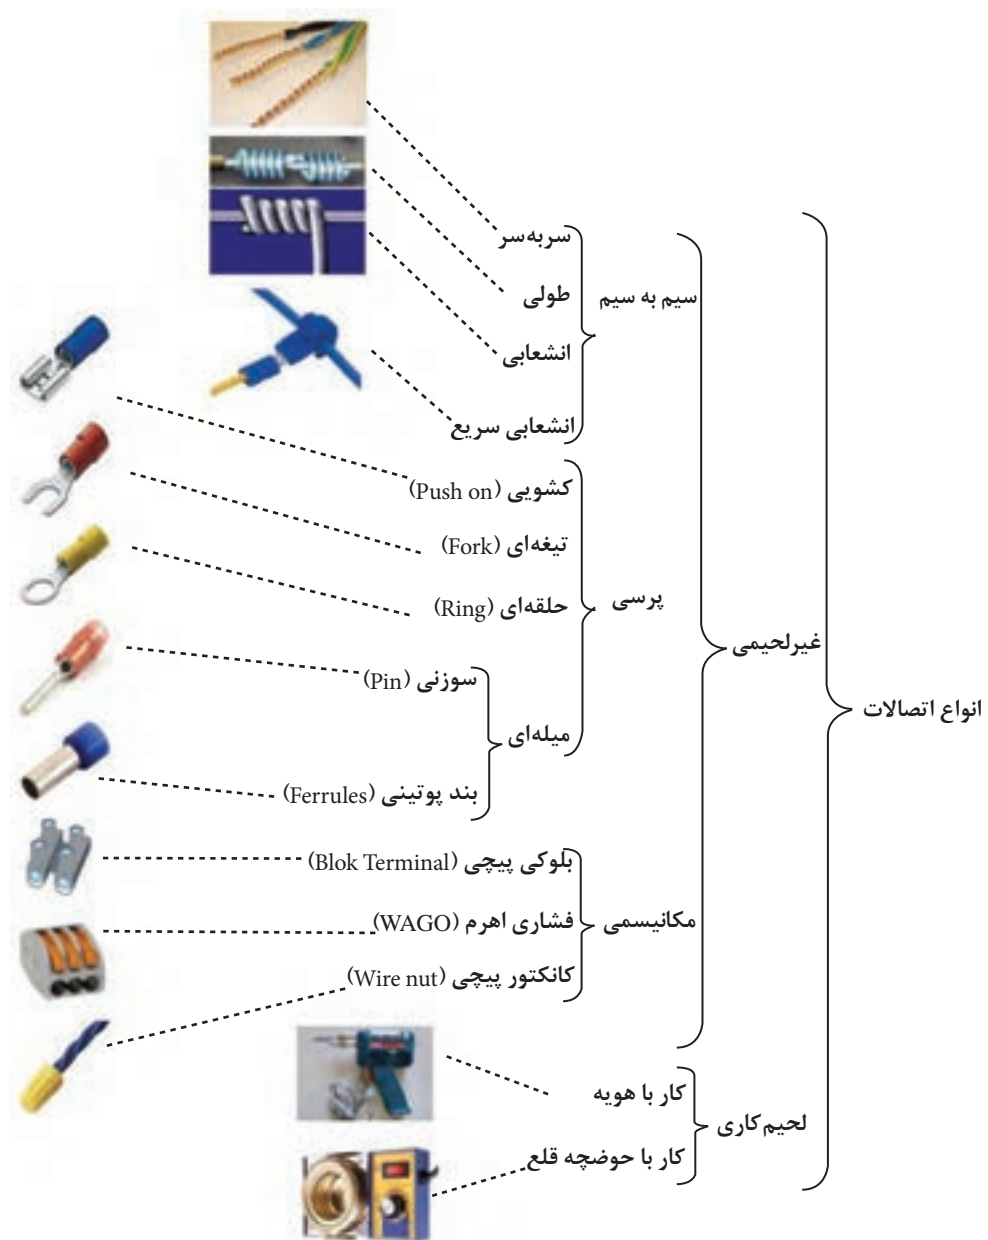 انواع اتصالات
غیرلحیمی
سیم به سیم
سربه‌سر
طولی
انشعابی
انشعابی سریع
پرسی
کشویی (Push on)
تیغه‌ای (Fork)
حلقه‌ای (Ring)
میله‌ای
سوزنی (Pin)
بند پوتینی (Ferrules)
مکانیسمی
بلوکی پیچی (Blok Terminal)
فشاری اهرم (WAGO)
کانکتور پیچی (Wire nut)
لحیم‌کاری
کار با هویه
کار با حوضچه قلع